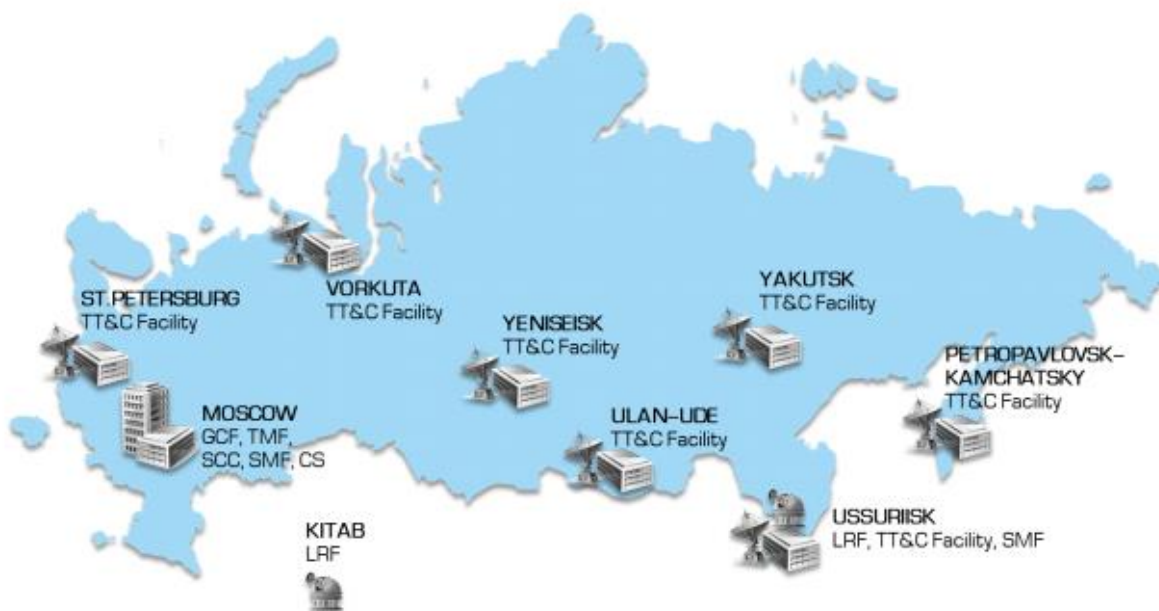 VORKUTA
TT&C Facility
ST.PETERSBURG
TT&C Facility
YAKUTSK
TT&C Facility
YENISEISK
TT&C Facility
PETROPAVLOVSK-
KAMCHATSKY
TT&C Facility
MOSCOW
GCF, TMF,
SCC, SMF, CS
ULAN-UDE
TT&C Facility
KITAB
LRF
USSURIISK
LRF, TT&C Facility, SMF